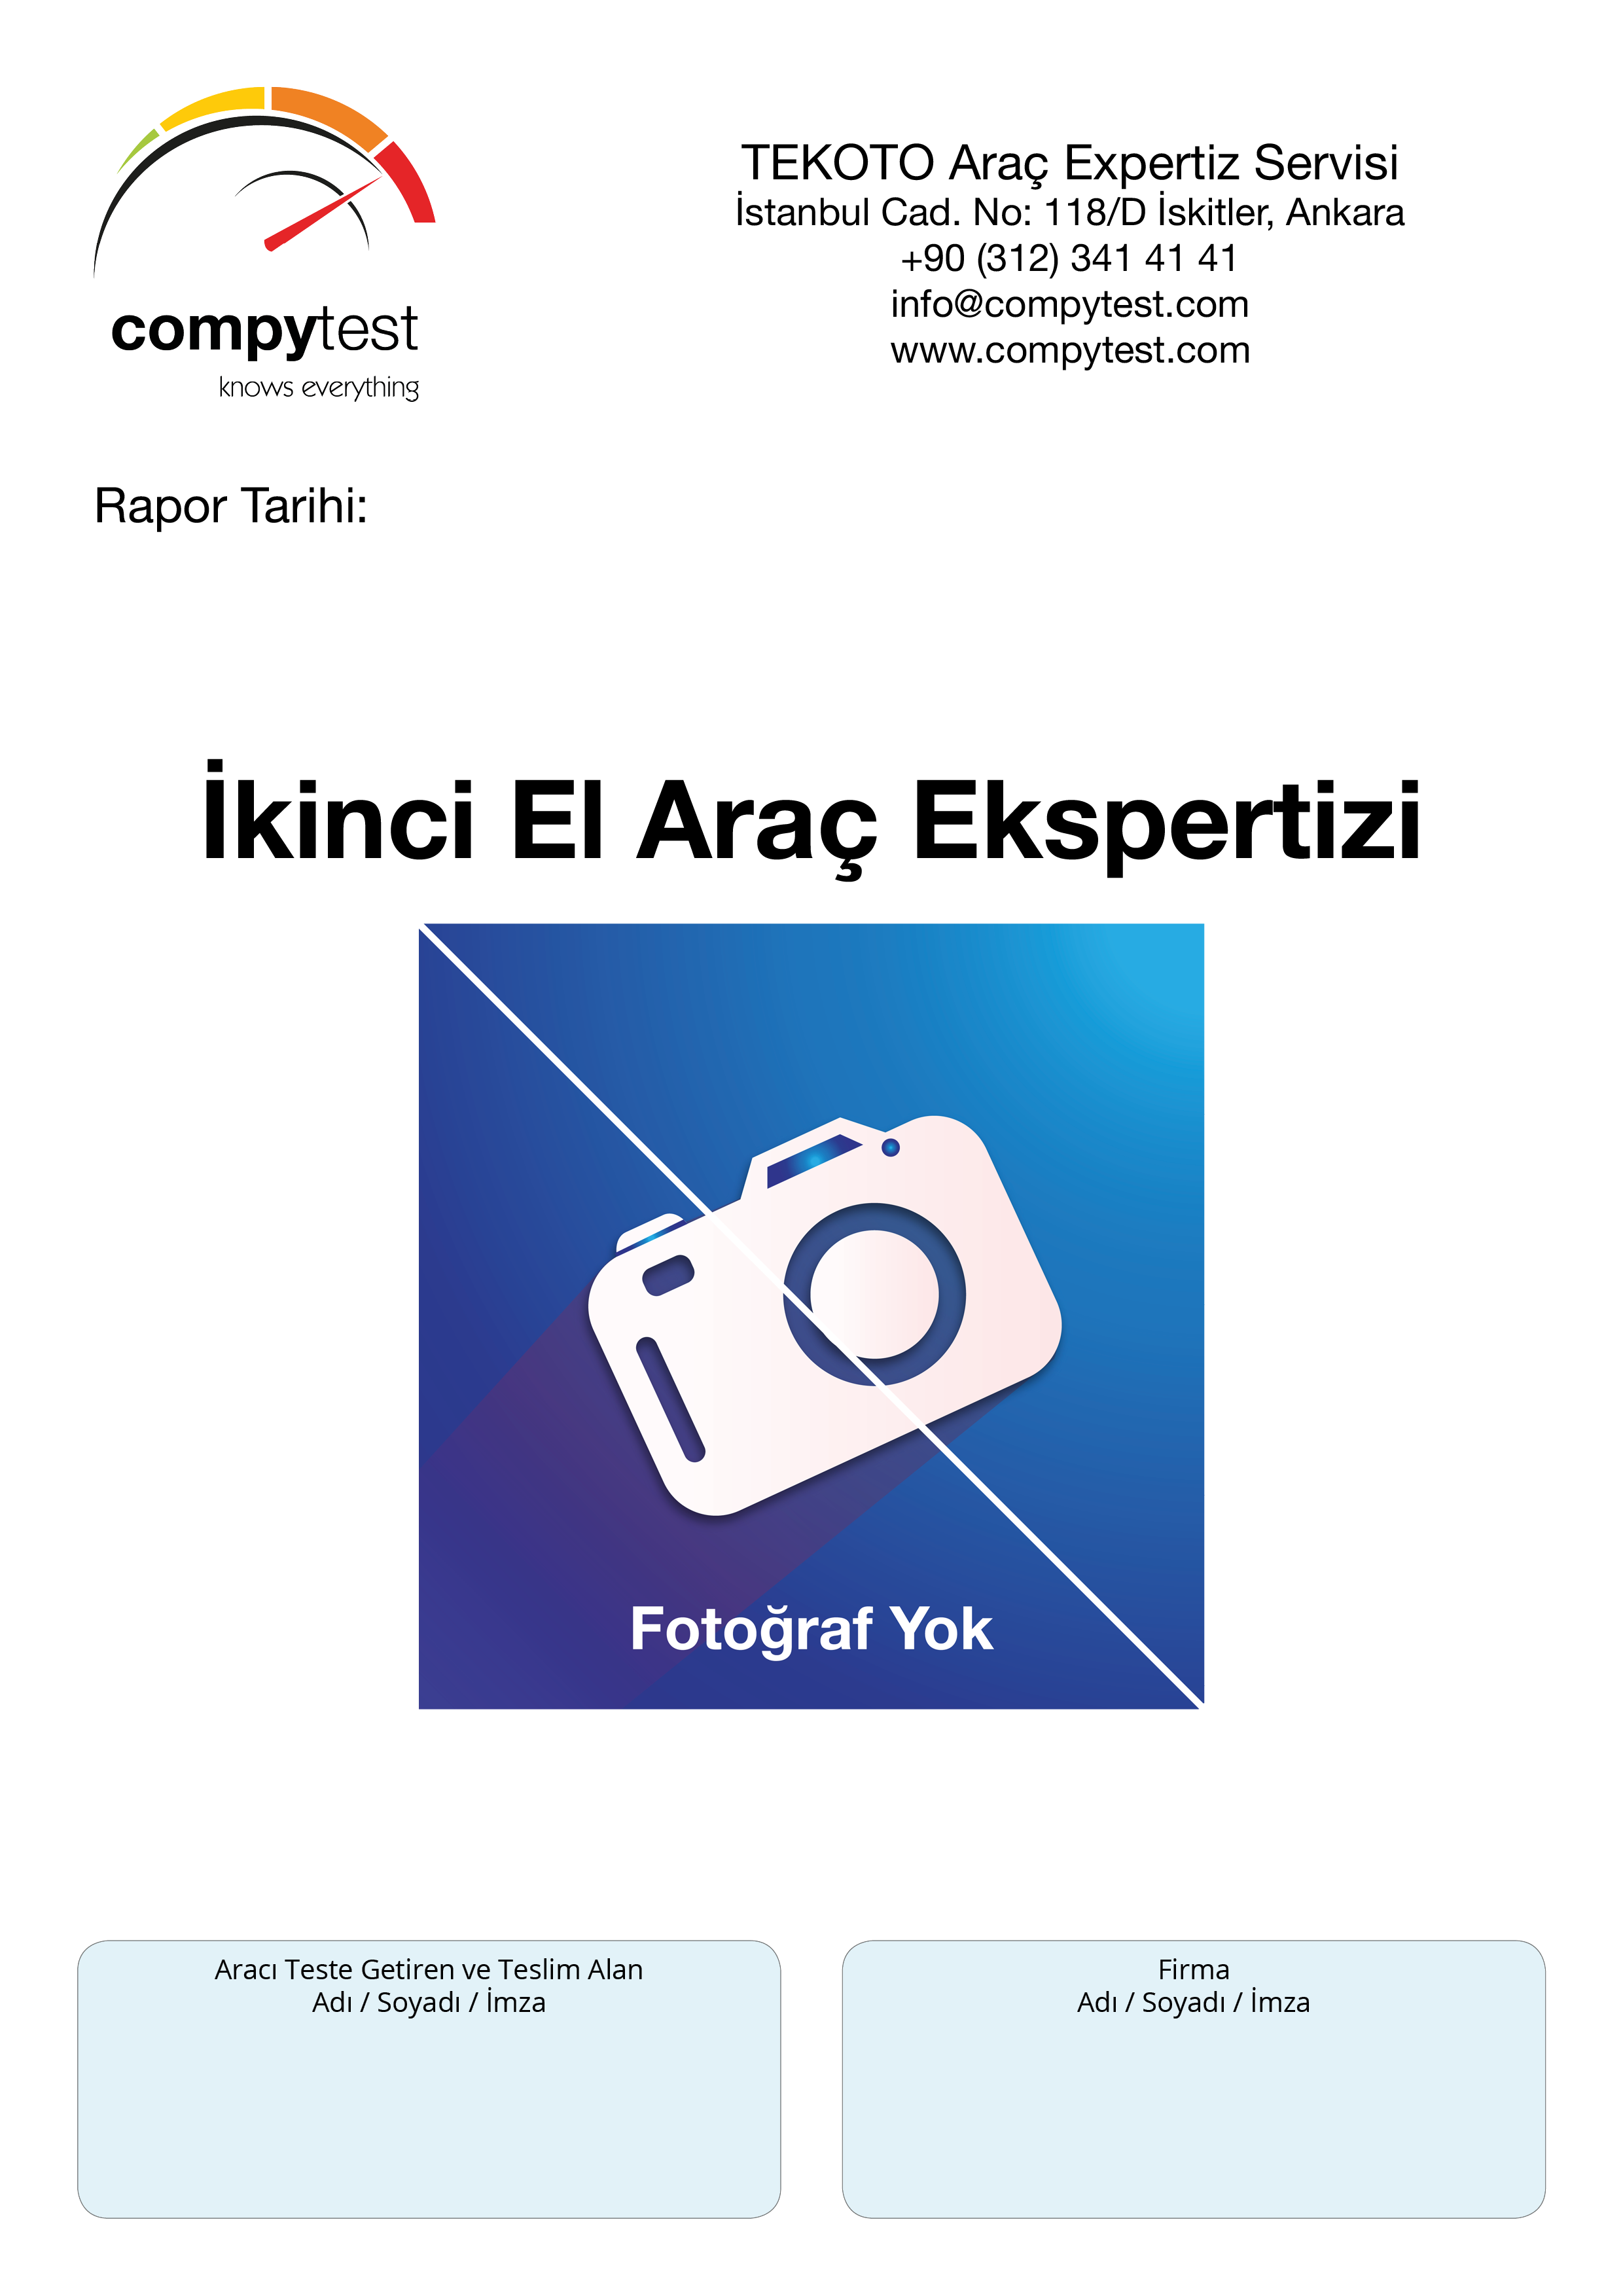 compytest
knows everything
TEKOTO Araç Expertiz Servisi
İstanbul Cad. No: 118/D İskitler, Ankara
+90 (312) 341 41 41
info@compytest.com
www.compytest.com
Rapor Tarihi:
İkinci El Araç Ekspertizi
Fotoğraf Yok
Aracı Teste Getiren ve Teslim Alan
Adı / Soyadı / İmza
Firma
Adı / Soyadı / İmza